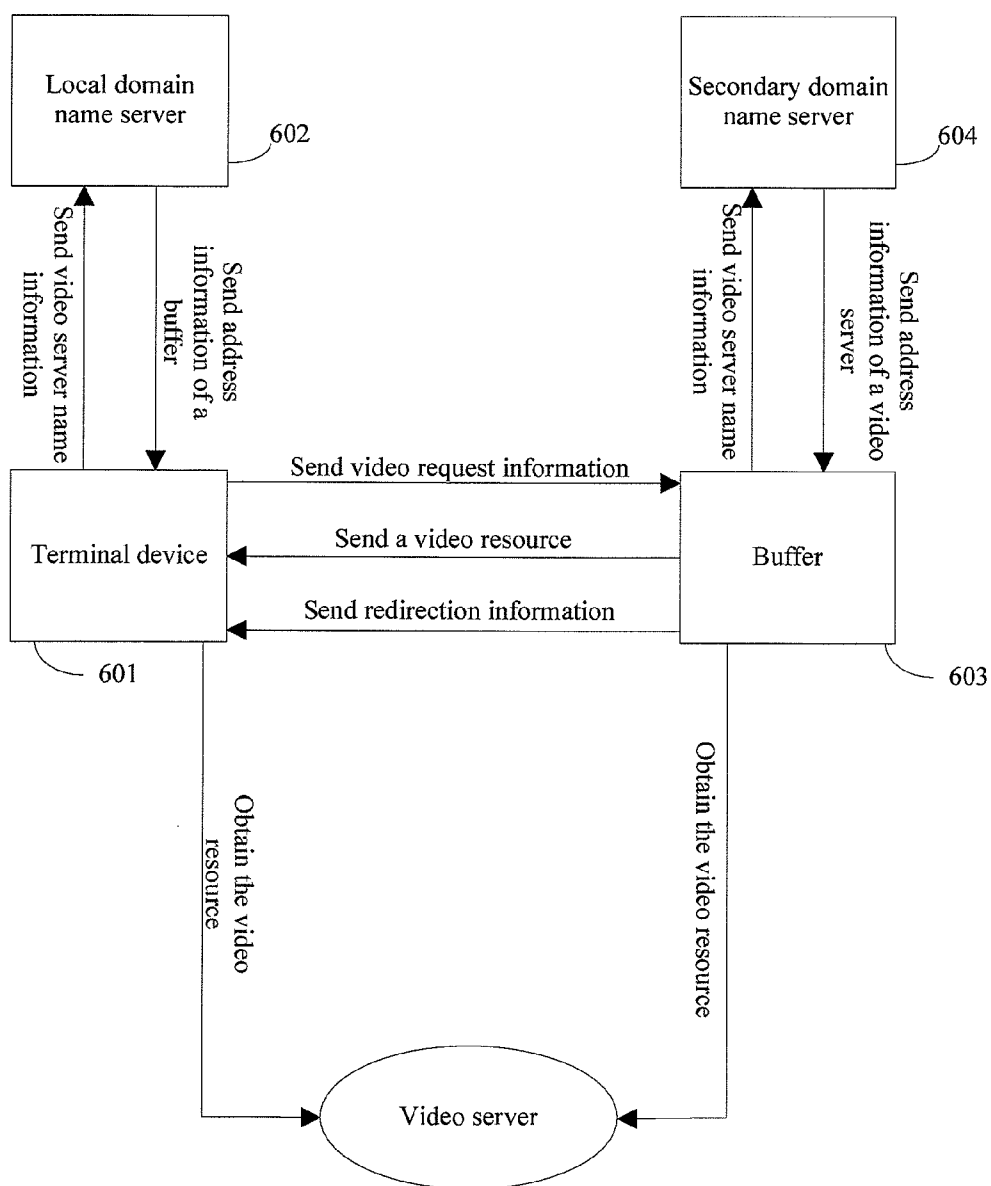 Local domain
name server
602
Secondary domain
name server
604
Send video server name
information
Send address
information of a
buffer
Send video server name
information
Send address
information of a video
server
Send video request information
Terminal device
Send a video resource
Buffer
Send redirection information
601
603
Obtain the video
resource
Obtain the video resource
Video server